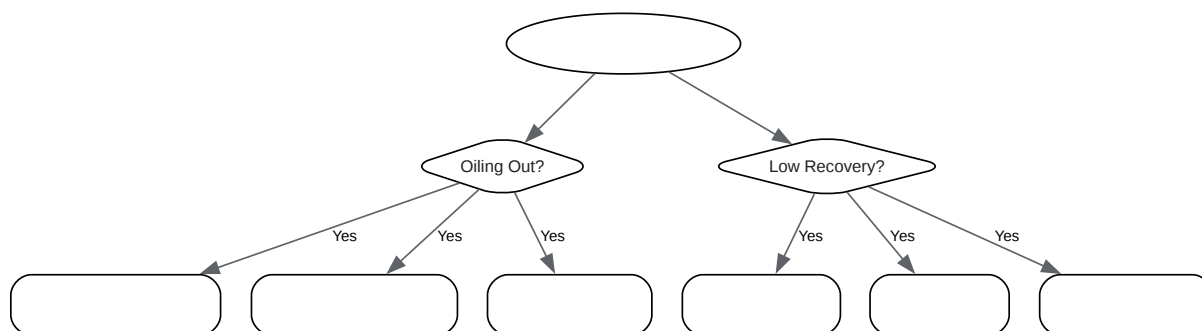 Oiling Out?
Low Recovery?
Yes
Yes
Yes
Yes
Yes
Yes